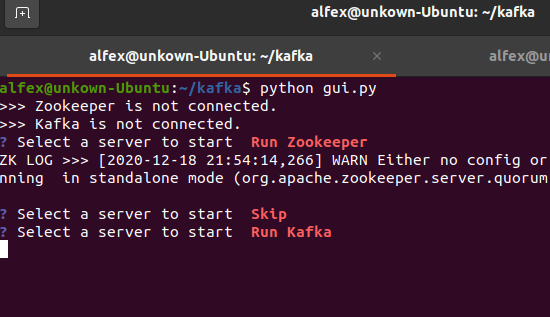 alfex@unkown-Ubuntu: ~/kafka
alfex@unkown-Ubuntu: ~/kafka × alfex@u
alfex@unkown-Ubuntu:~/kafka$ python gui.py
>>> Zookeeper is not connected.
>>> Kafka is not connected.
? Select a server to start Run Zookeeper
ZK LOG >>> [2020-12-18 21:54:14,266] WARN Either no config or
nning in standalone mode (org.apache.zookeeper.server.quorum
? Select a server to start Skip
? Select a server to start Run Kafka